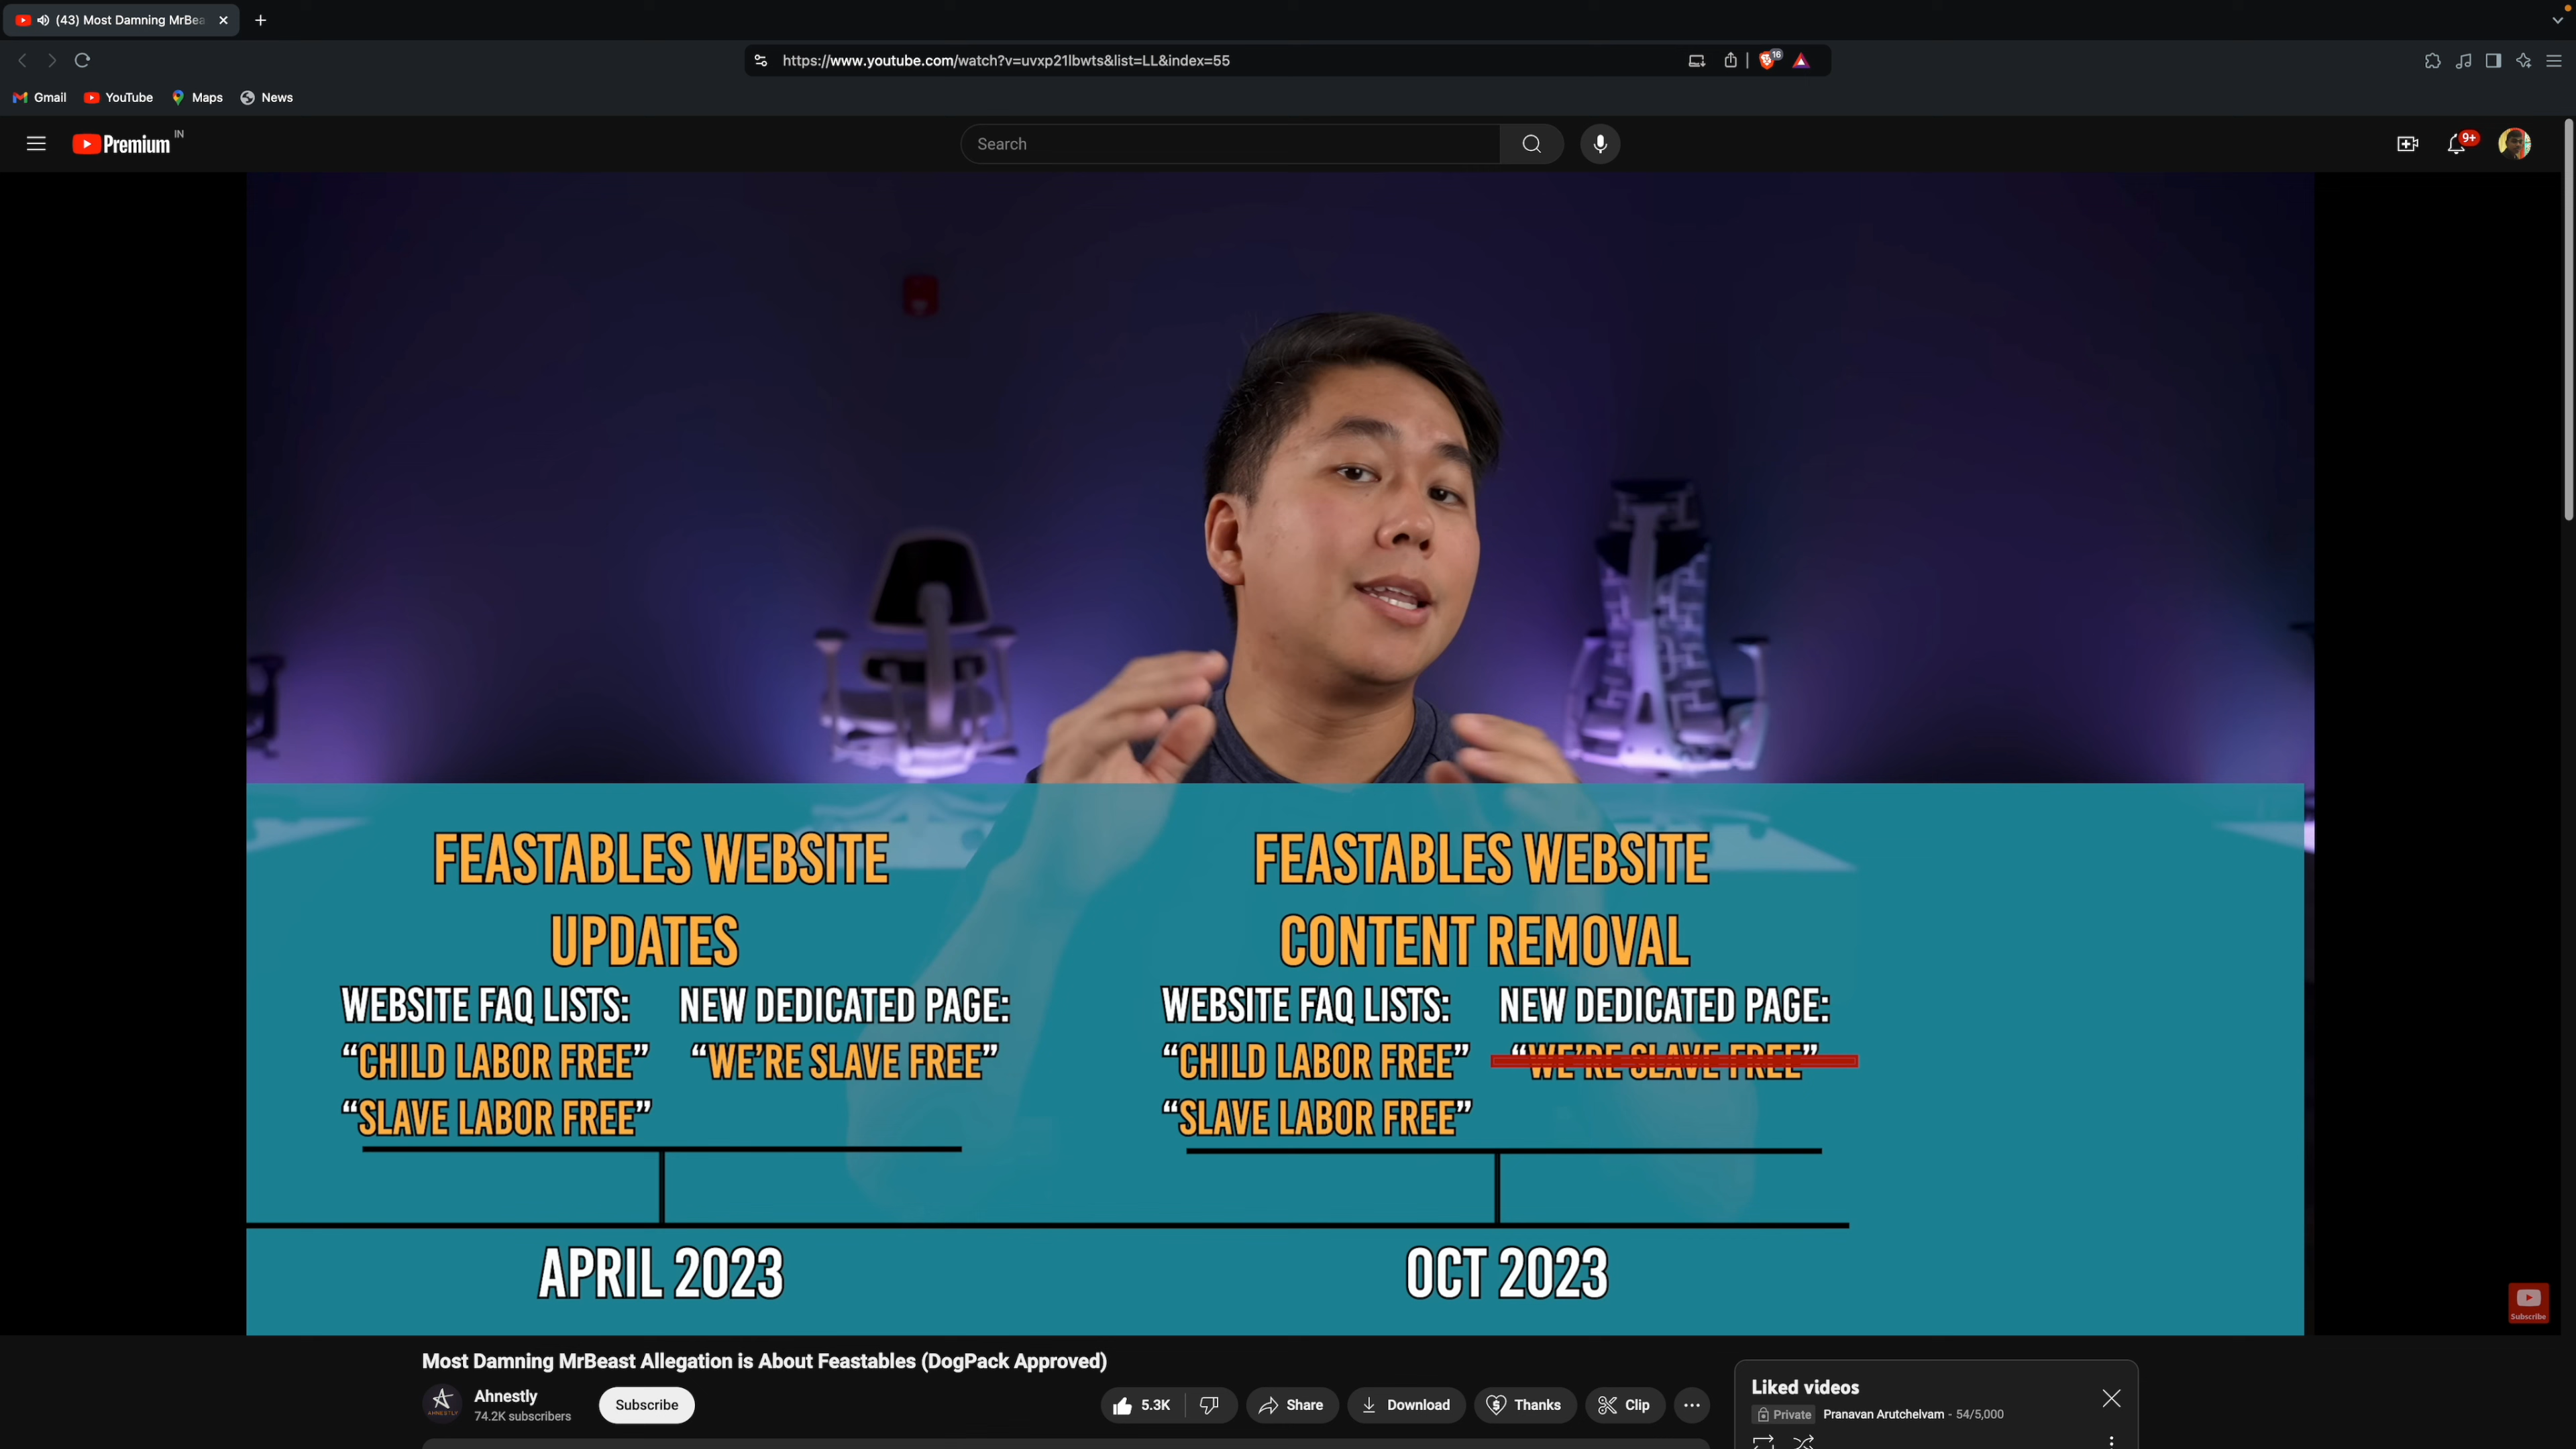 (43) Most Damning MrBea
https://www.youtube.com/watch?v=uvxp21lbwts&list=LL&index=55
16
Gmail
YouTube
Maps
News
Premium
IN
Search
9+
FEASTABLES WEBSITE
UPDATES
WEBSITE FAQ LISTS:
“CHILD LABOR FREE”
“SLAVE LABOR FREE”
NEW DEDICATED PAGE:
“WE'RE SLAVE FREE”
APRIL 2023
FEASTABLES WEBSITE
CONTENT REMOVAL
WEBSITE FAQ LISTS:
“CHILD LABOR FREE”
“SLAVE LABOR FREE”
NEW DEDICATED PAGE:
“WE'RE SLAVE FREE”
OCT 2023
Subscribe
Most Damning MrBeast Allegation is About Feastables (DogPack Approved)
AHNESTLY
Ahnestly
74.2K subscribers
Subscribe
5.3K
Share
Download
Thanks
Clip
Liked videos
Private
Pranavan Arutchelvam - 54/5,000